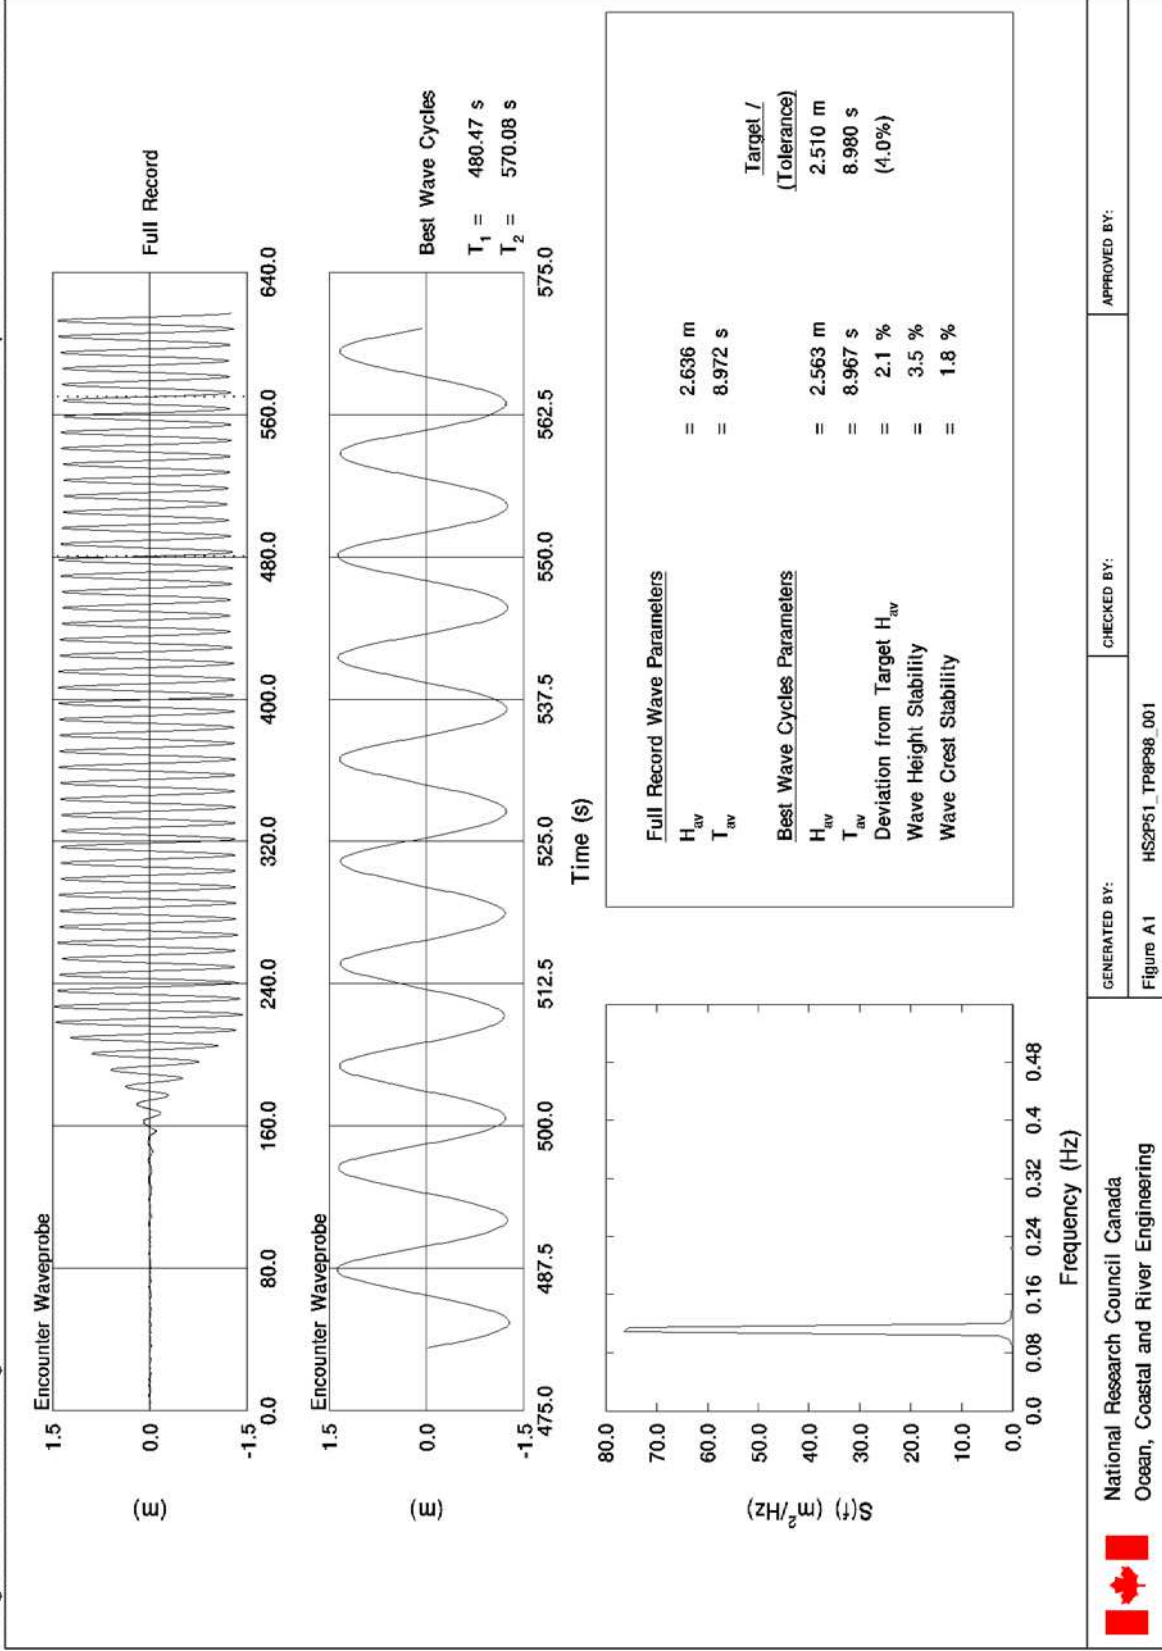 Encounter Waveprobe
1.5
0.0
-1.5
(m)
0.0 80.0 160.0 240.0 320.0 400.0 480.0 560.0 640.0
Full Record
Encounter Waveprobe
1.5
0.0
-1.5
(m)
475.0 487.5 500.0 512.5 525.0 537.5 550.0 562.5 575.0
Time (s)
Best Wave Cycles
T₁ = 480.47 s
T₂ = 570.08 s
80.0
70.0
60.0
50.0
40.0
30.0
20.0
10.0
0.0
S(f) (m²/Hz)
0.0 0.08 0.16 0.24 0.32 0.4 0.48
Frequency (Hz)
Full Record Wave Parameters
Hav = 2.636 m
Tav = 8.972 s
Target /
Best Wave Cycles Parameters (Tolerance)
Hav = 2.563 m 2.510 m
Tav = 8.967 s 8.980 s
Deviation from Target Hav = 2.1 % (4.0%)
Wave Height Stability = 3.5 %
Wave Crest Stability = 1.8 %
National Research Council Canada
Ocean, Coastal and River Engineering
GENERATED BY: CHECKED BY: APPROVED BY:
Figure A1 HS2P51_TP8P98_001